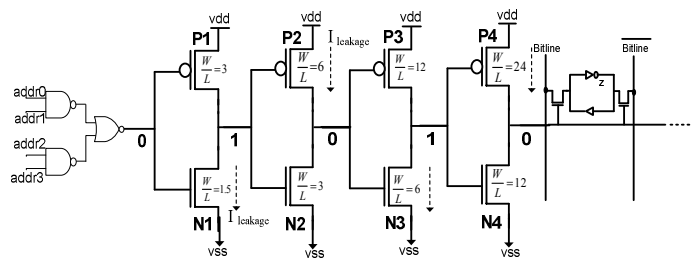 vdd
vdd
vdd
vdd
P1
P2
P3
P4
I leakage
Bitline
Bitline
W/L =3
W/L =6
W/L =12
W/L =24
z
addr0
addr1
addr2
addr3
0
1
0
1
0
W/L =1.5
W/L =3
W/L =6
W/L =12
N1
I leakage
N2
N3
N4
vss
vss
vss
vss